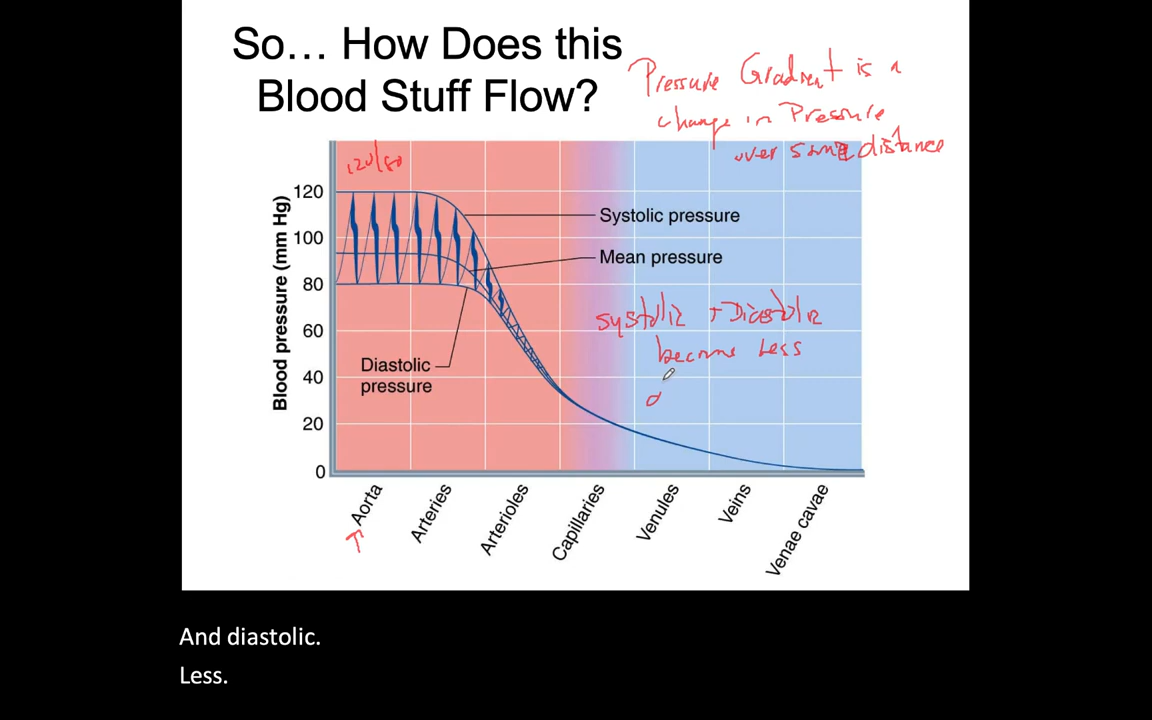 So… How Does this
Blood Stuff Flow?
Pressure Gradient is a
change in Pressure
over some distance
120/80
Blood pressure (mm Hg)
120
100
80
60
40
20
0
Systolic pressure
Mean pressure
Diastolic
pressure
systolic + Diastolic
become Less
Aorta
Arteries
Arterioles
Capillaries
Venules
Veins
Venae cavae
And diastolic.
Less.